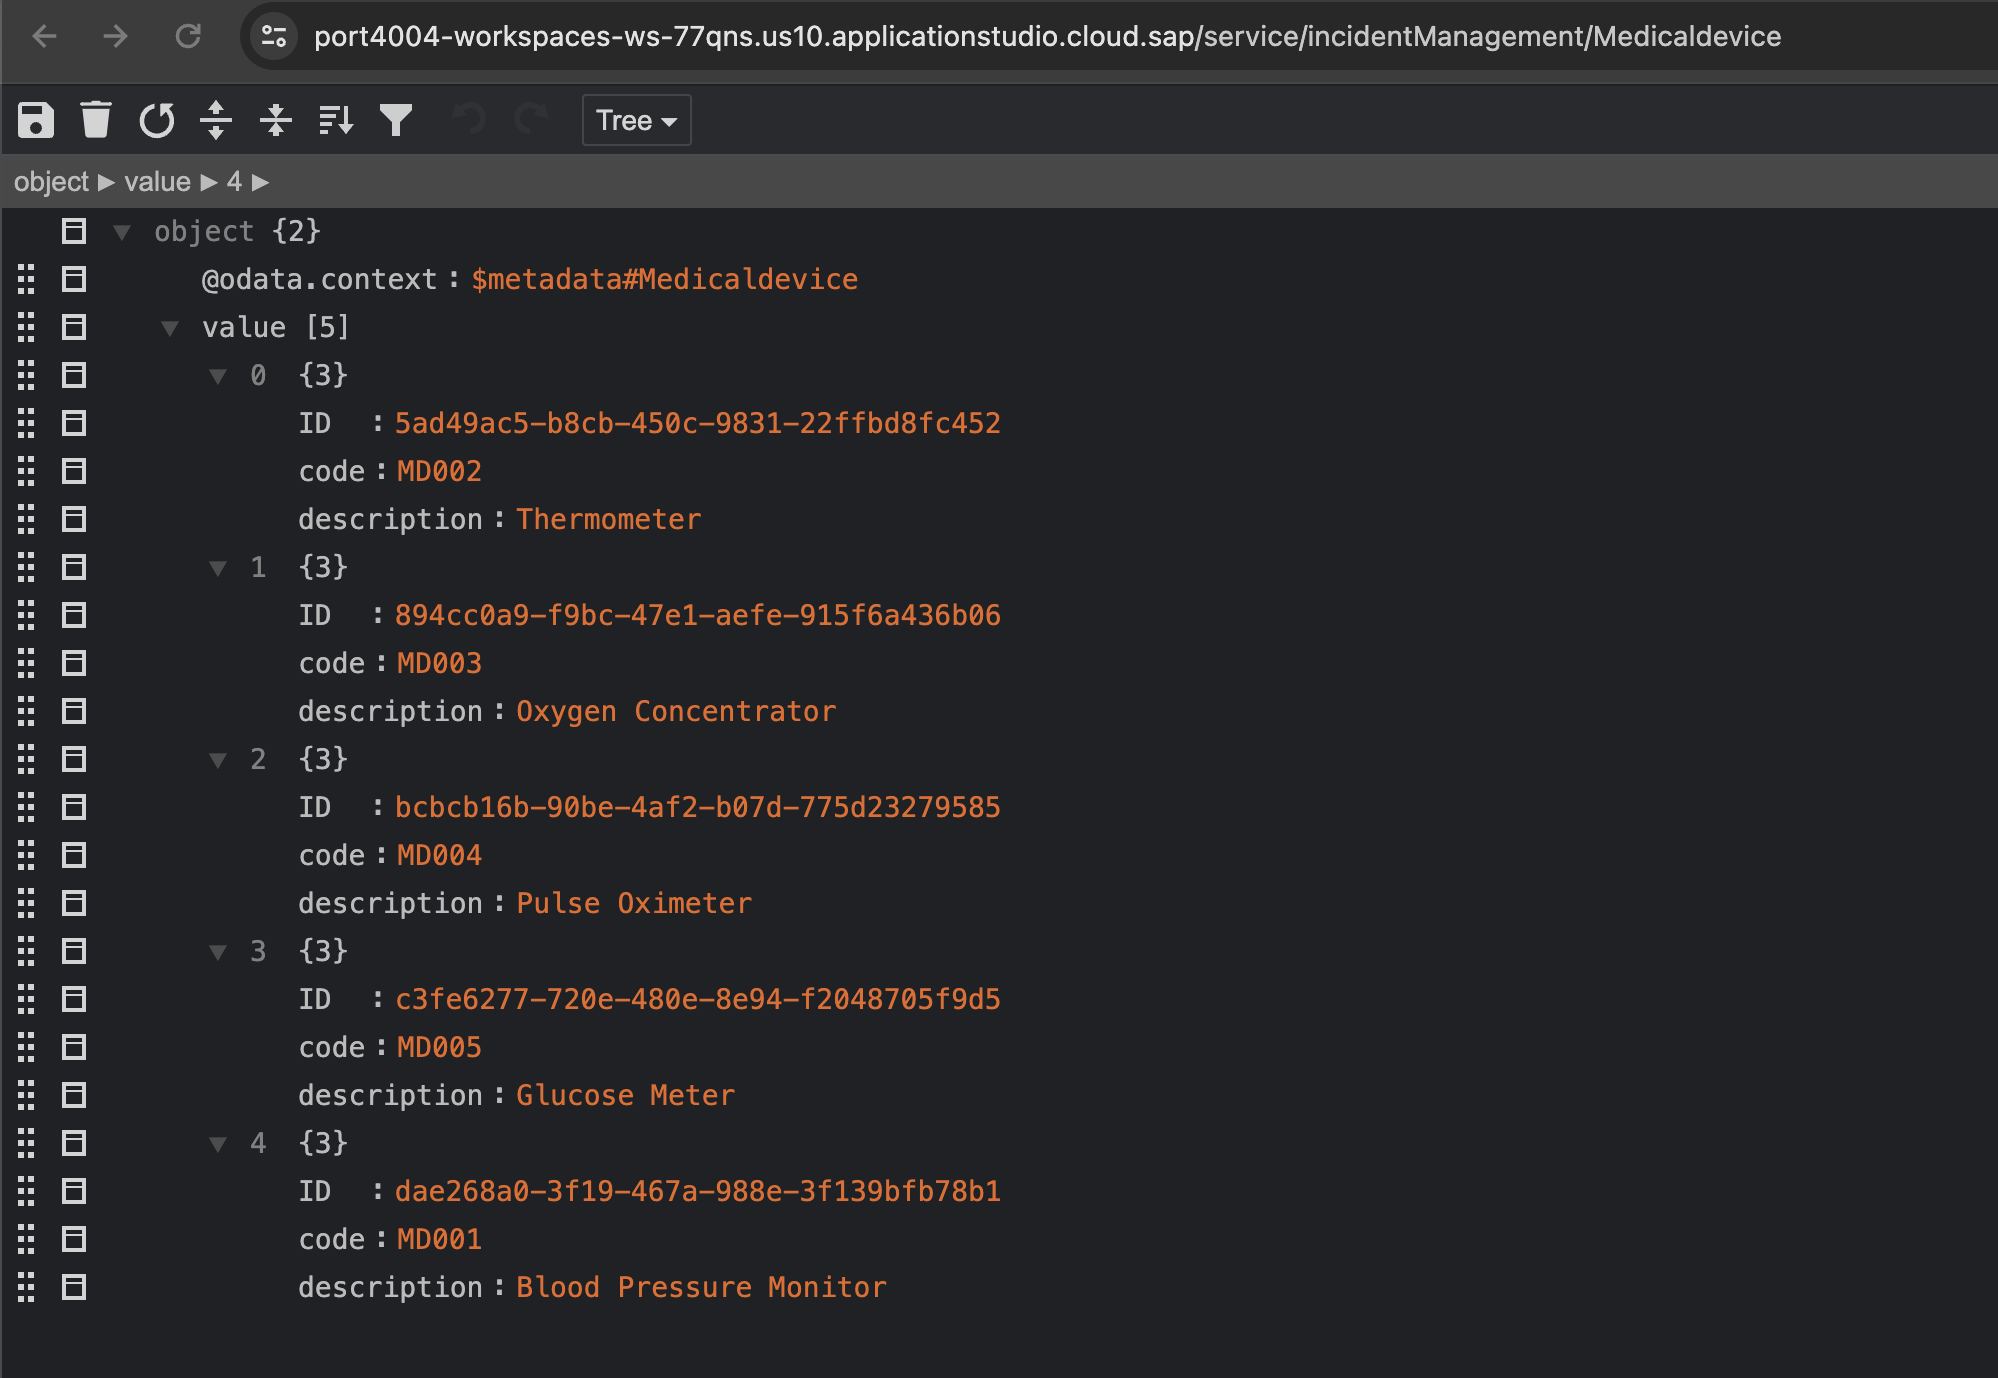 port4004-workspaces-ws-77qns.us10.applicationstudio.cloud.sap/service/incidentManagement/Medicaldevice
Tree
object ▶ value ▶ 4 ▶
object {2}
@odata.context : $metadata#Medicaldevice
value [5]
0 {3}
ID : 5ad49ac5-b8cb-450c-9831-22ffbd8fc452
code : MD002
description : Thermometer
1 {3}
ID : 894cc0a9-f9bc-47e1-aefe-915f6a436b06
code : MD003
description : Oxygen Concentrator
2 {3}
ID : bcbcb16b-90be-4af2-b07d-775d23279585
code : MD004
description : Pulse Oximeter
3 {3}
ID : c3fe6277-720e-480e-8e94-f2048705f9d5
code : MD005
description : Glucose Meter
4 {3}
ID : dae268a0-3f19-467a-988e-3f139bfb78b1
code : MD001
description : Blood Pressure Monitor